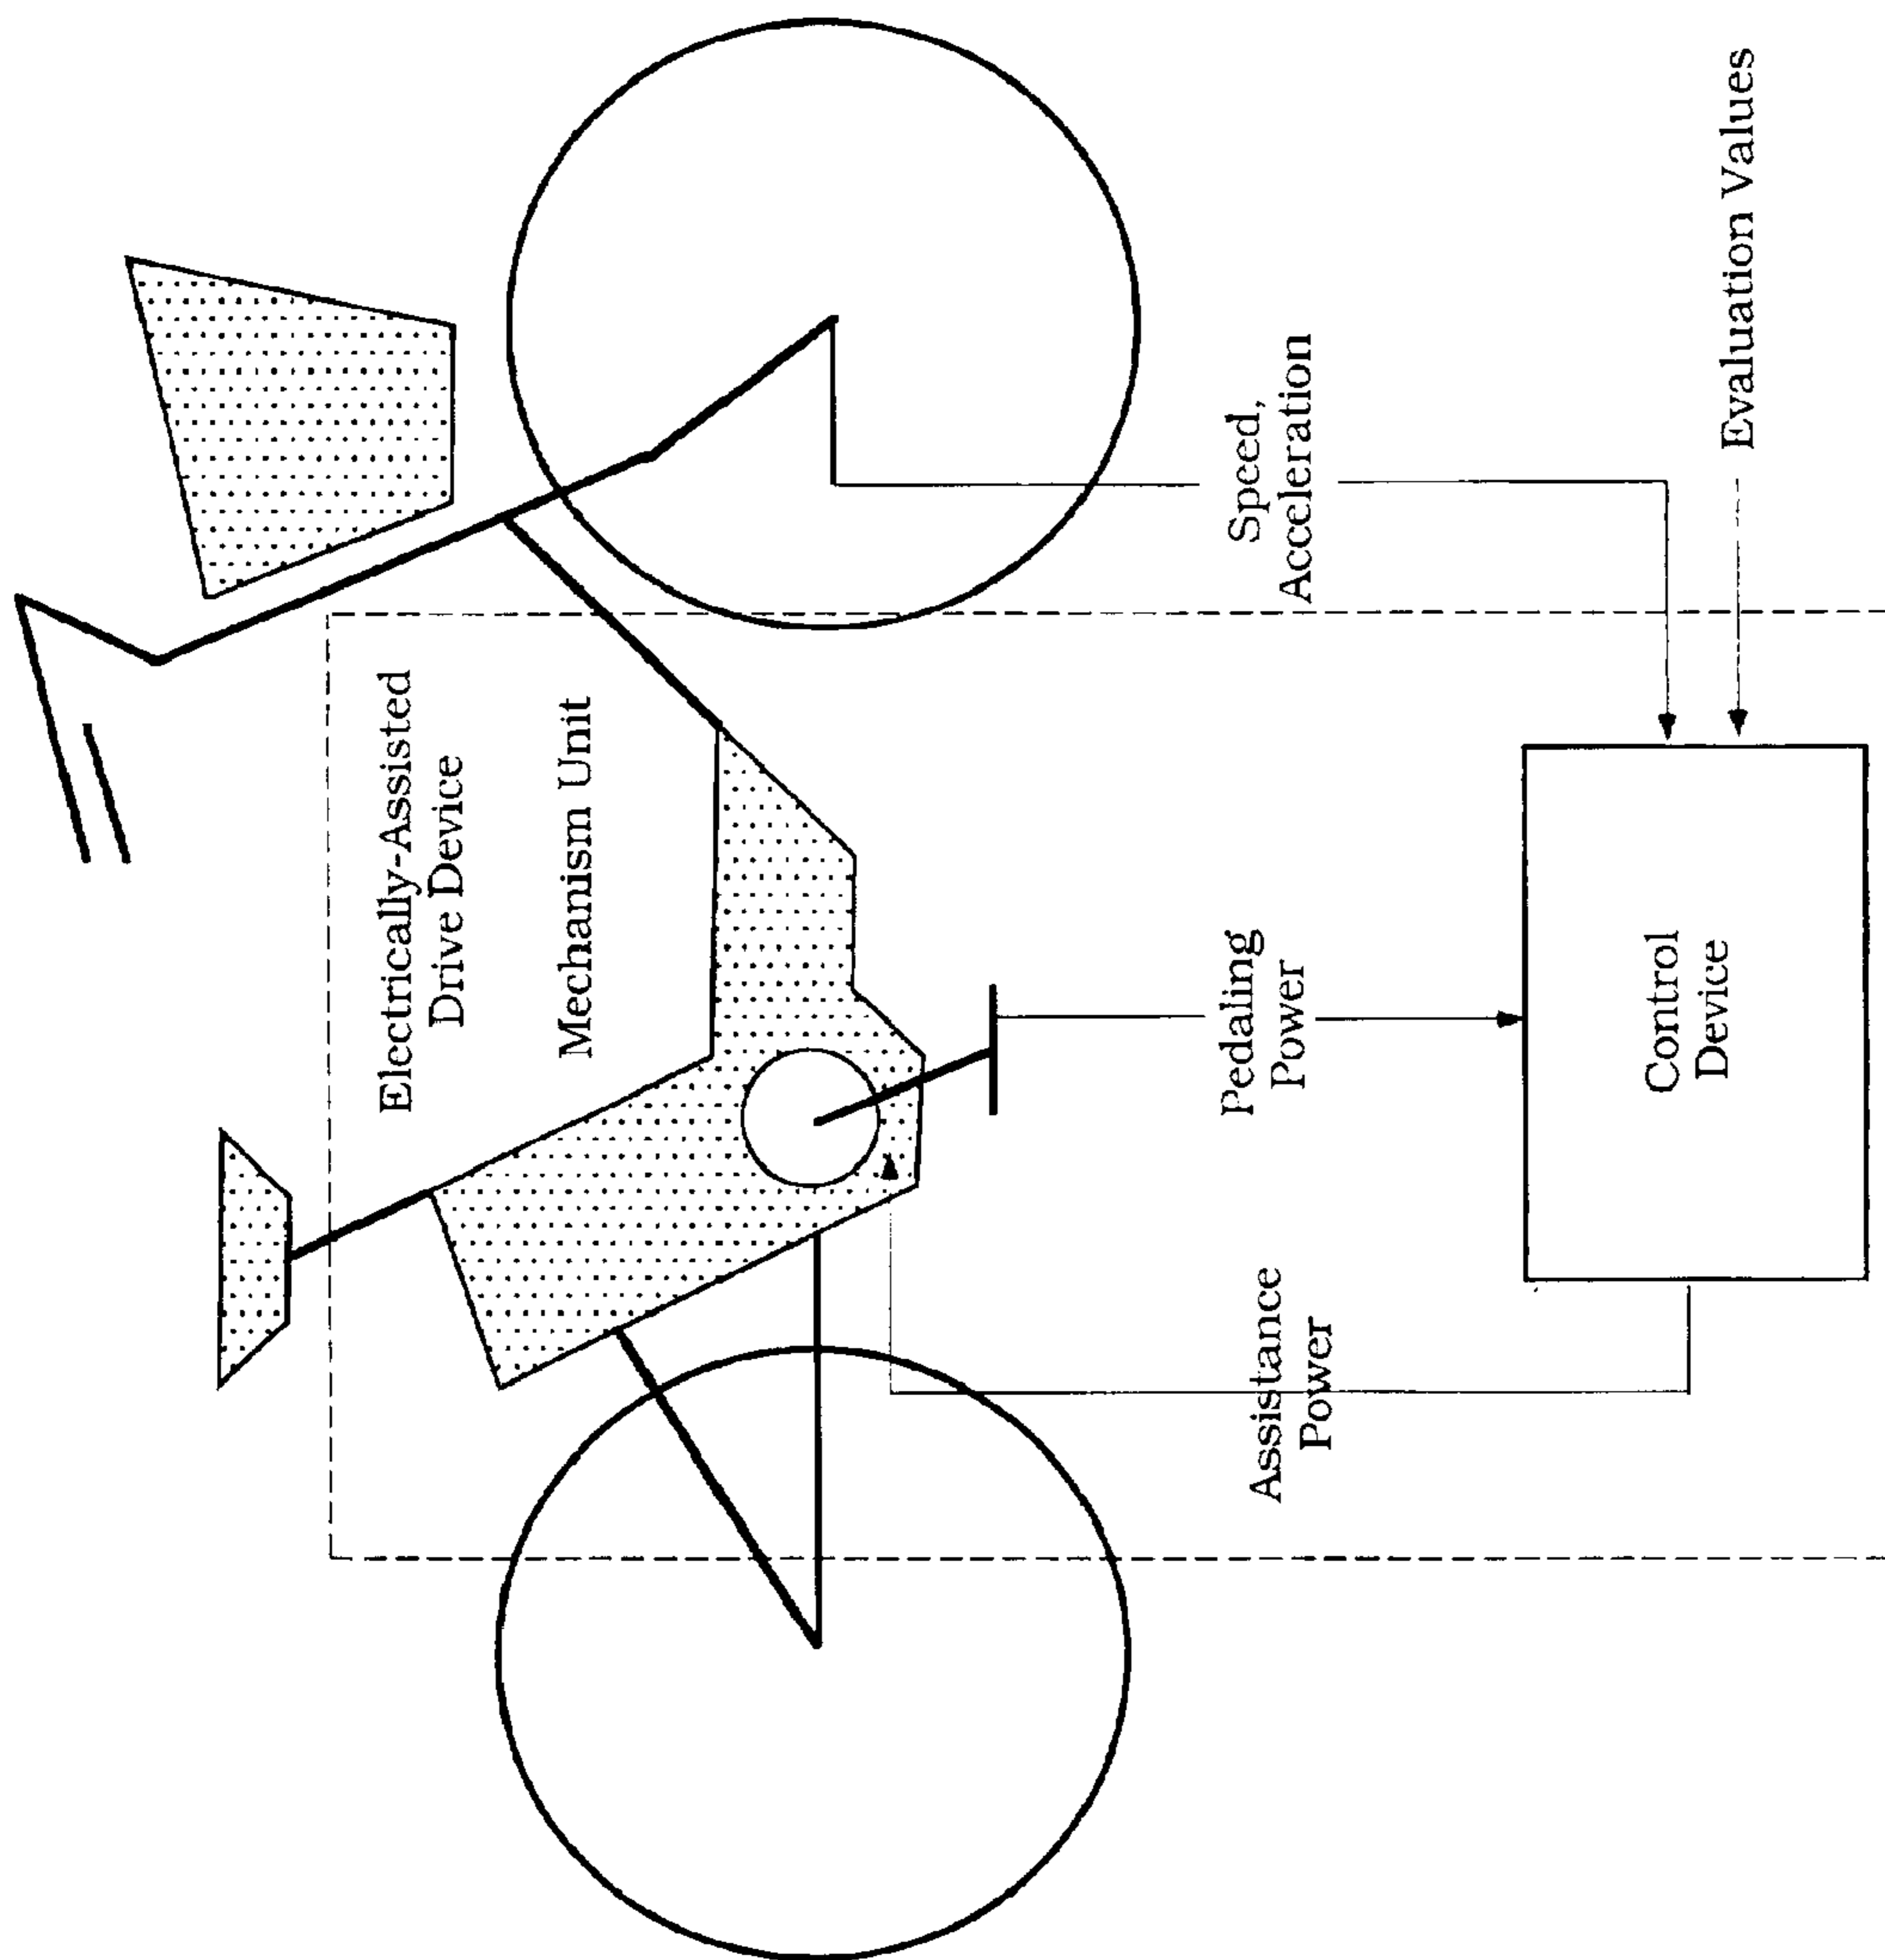 Electrically-Assisted
Drive Device
Mechanism Unit
Speed,
Acceleration
Evaluation Values
Pedaling
Power
Assistance
Power
Control
Device